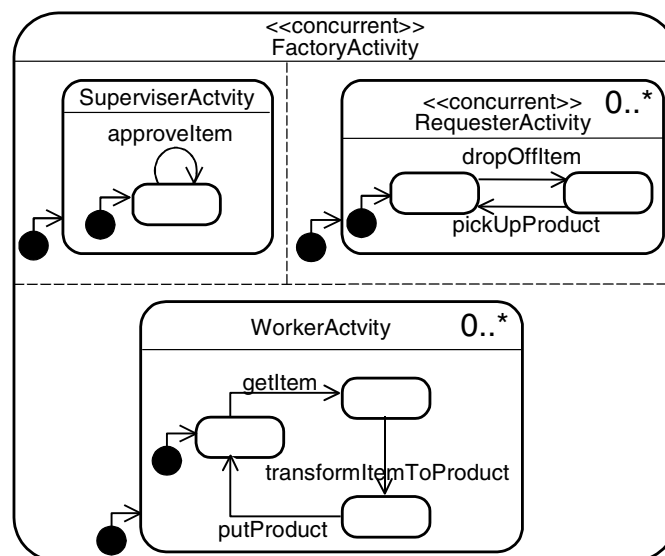 <<concurrent>>
FactoryActivity
SuperviserActvity
approveItem
<<concurrent>> 0..*
RequesterActivity
dropOffItem
pickUpProduct
WorkerActvity 0..*
getItem
transformItemToProduct
putProduct